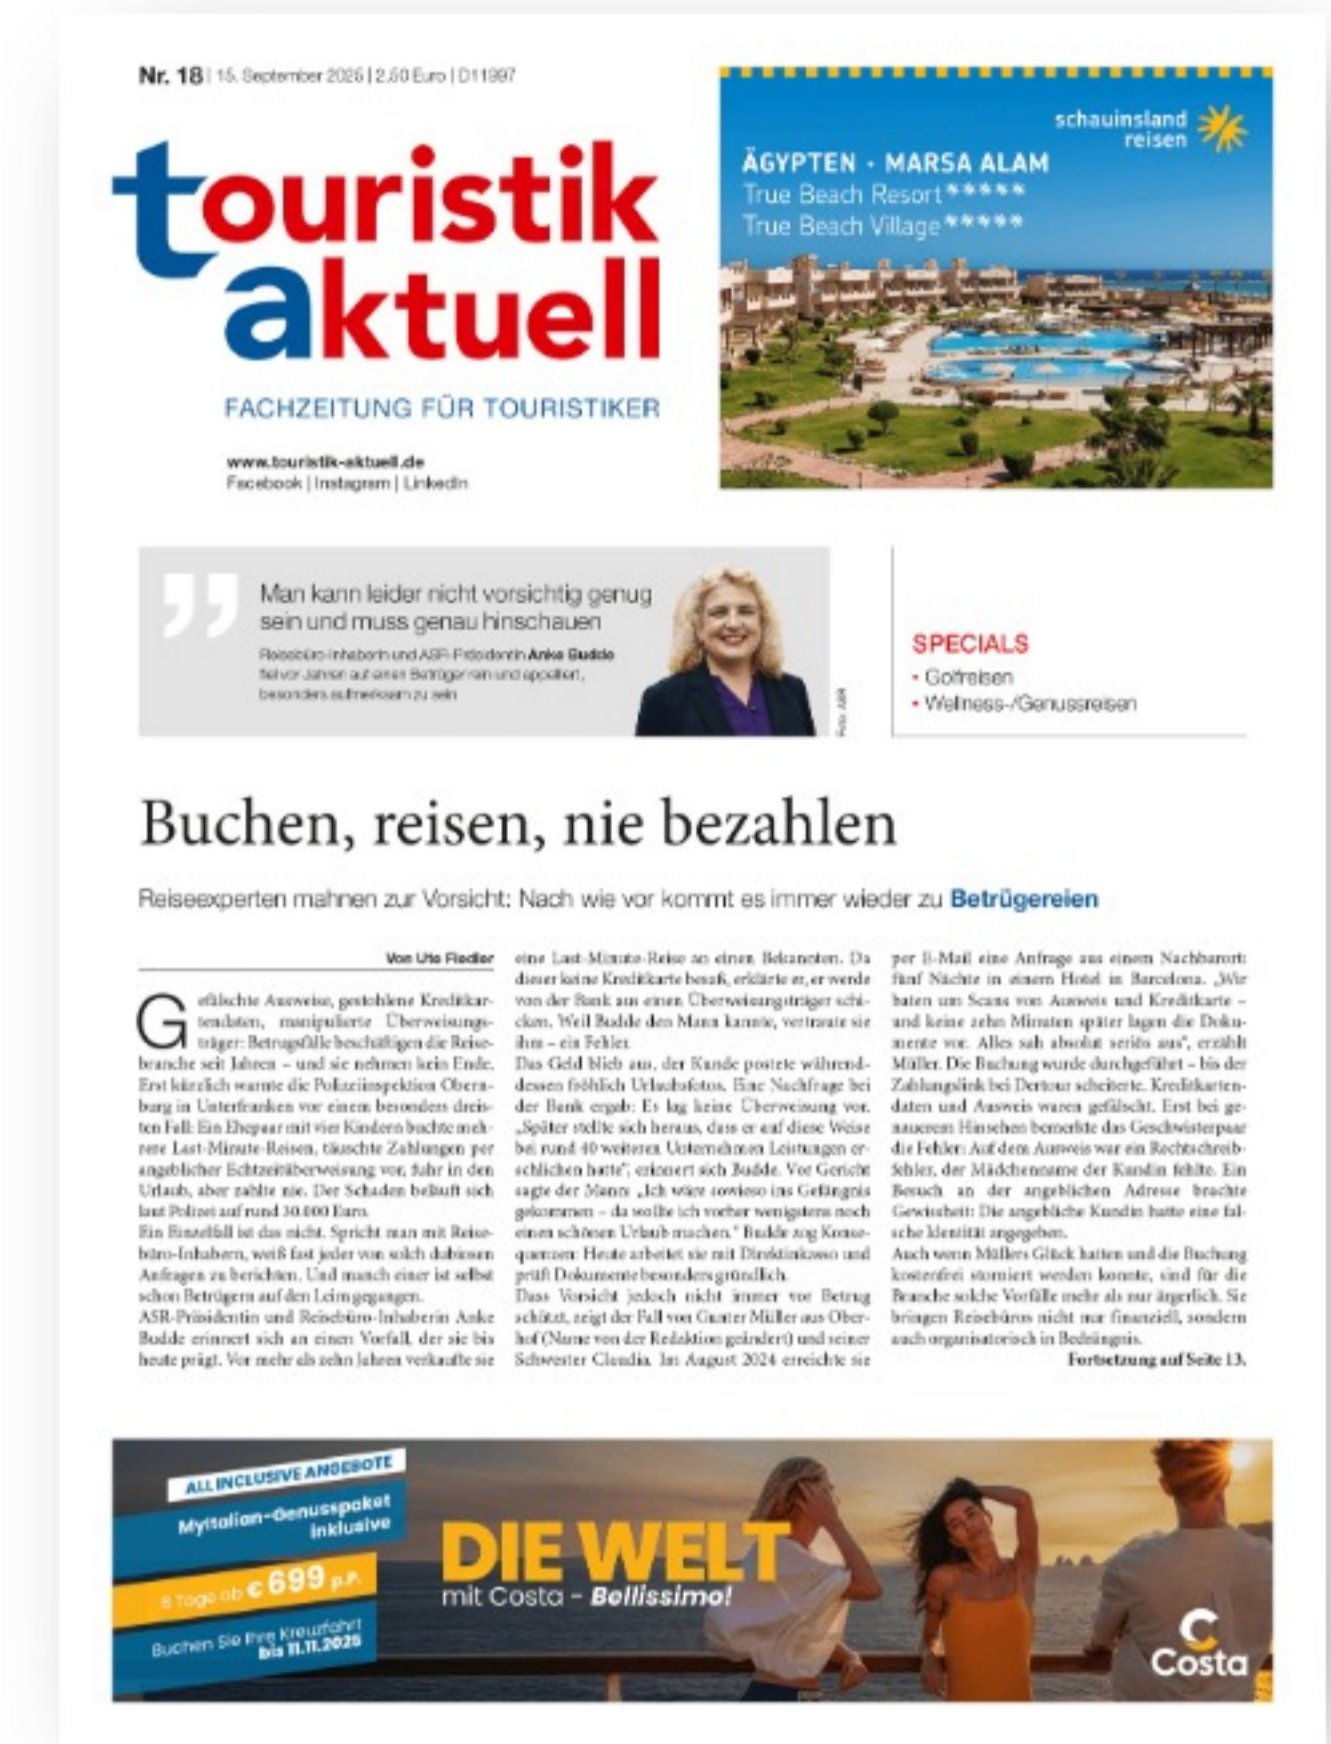 Nr. 18 | 15. September 2025 | 2,50 Euro | D11997
touristik
aktuell
FACHZEITUNG FÜR TOURISTIKER
www.touristik-aktuell.de
Facebook | Instagram | LinkedIn
schauinsland
reisen
ÄGYPTEN · MARSA ALAM
True Beach Resort*****
True Beach Village*****
Man kann leider nicht vorsichtig genug
sein und muss genau hinschauen
Reisebüro-Inhaberin und ASR-Präsidentin Anke Budde
fiel vor Jahren auf einen Betrüger rein und appelliert,
besonders aufmerksam zu sein
Foto: ASR
SPECIALS
• Golfreisen
• Wellness-/Genussreisen
Buchen, reisen, nie bezahlen
Reiseexperten mahnen zur Vorsicht: Nach wie vor kommt es immer wieder zu Betrügereien
Von Ute Fiedler
Gefälschte Ausweise, gestohlene Kreditkar-
tendaten, manipulierte Überweisungs-
träger: Betrugsfälle beschäftigen die Reise-
branche seit Jahren – und sie nehmen kein Ende.
Erst kürzlich warnte die Polizeiinspektion Obern-
burg in Unterfranken vor einem besonders dreis-
ten Fall: Ein Ehepaar mit vier Kindern buchte meh-
rere Last-Minute-Reisen, täuschte Zahlungen per
angeblicher Echtzeitüberweisung vor, fuhr in den
Urlaub, aber zahlte nie. Der Schaden beläuft sich
laut Polizei auf rund 30.000 Euro.
Ein Einzelfall ist das nicht. Spricht man mit Reise-
büro-Inhabern, weiß fast jeder von solch dubiosen
Anfragen zu berichten. Und manch einer ist selbst
schon Betrügern auf den Leim gegangen.
ASR-Präsidentin und Reisebüro-Inhaberin Anke
Budde erinnert sich an einen Vorfall, der sie bis
heute prägt. Vor mehr als zehn Jahren verkaufte sie
eine Last-Minute-Reise an einen Bekannten. Da
dieser keine Kreditkarte besaß, erklärte er, er werde
von der Bank aus einen Überweisungsträger schi-
cken. Weil Budde den Mann kannte, vertraute sie
ihm – ein Fehler.
Das Geld blieb aus, der Kunde postete während-
dessen fröhlich Urlaubsfotos. Eine Nachfrage bei
der Bank ergab: Es lag keine Überweisung vor.
„Später stellte sich heraus, dass er auf diese Weise
bei rund 40 weiteren Unternehmen Leistungen er-
schlichen hatte“, erinnert sich Budde. Vor Gericht
sagte der Mann: „Ich wäre sowieso ins Gefängnis
gekommen – da wollte ich vorher wenigstens noch
einen schönen Urlaub machen.“ Budde zog Konse-
quenzen: Heute arbeitet sie mit Direktinkasso und
prüft Dokumente besonders gründlich.
Dass Vorsicht jedoch nicht immer vor Betrug
schützt, zeigt der Fall von Gunter Müller aus Ober-
hof (Name von der Redaktion geändert) und seiner
Schwester Claudia. Im August 2024 erreichte sie
per E-Mail eine Anfrage aus einem Nachbarort:
fünf Nächte in einem Hotel in Barcelona. „Wir
baten um Scans von Ausweis und Kreditkarte –
und keine zehn Minuten später lagen die Doku-
mente vor. Alles sah absolut seriös aus“, erzählt
Müller. Die Buchung wurde durchgeführt – bis der
Zahlungslink bei Dertour scheiterte. Kreditkarten-
daten und Ausweis waren gefälscht. Erst bei ge-
nauerem Hinsehen bemerkte das Geschwisterpaar
die Fehler: Auf dem Ausweis war ein Rechtschreib-
fehler, der Mädchenname der Kundin fehlte. Ein
Besuch an der angeblichen Adresse brachte
Gewissheit: Die angebliche Kundin hatte eine fal-
sche Identität angegeben.
Auch wenn Müllers Glück hatten und die Buchung
kostenfrei storniert werden konnte, sind für die
Branche solche Vorfälle mehr als nur ärgerlich. Sie
bringen Reisebüros nicht nur finanziell, sondern
auch organisatorisch in Bedrängnis.
Fortsetzung auf Seite 13.
ALL INCLUSIVE ANGEBOTE
MyItalian-Genusspaket
inklusive
8 Tage ab € 699 p.P.
Buchen Sie Ihre Kreuzfahrt
bis 11.11.2025
DIE WELT
mit Costa – Bellissimo!
Costa